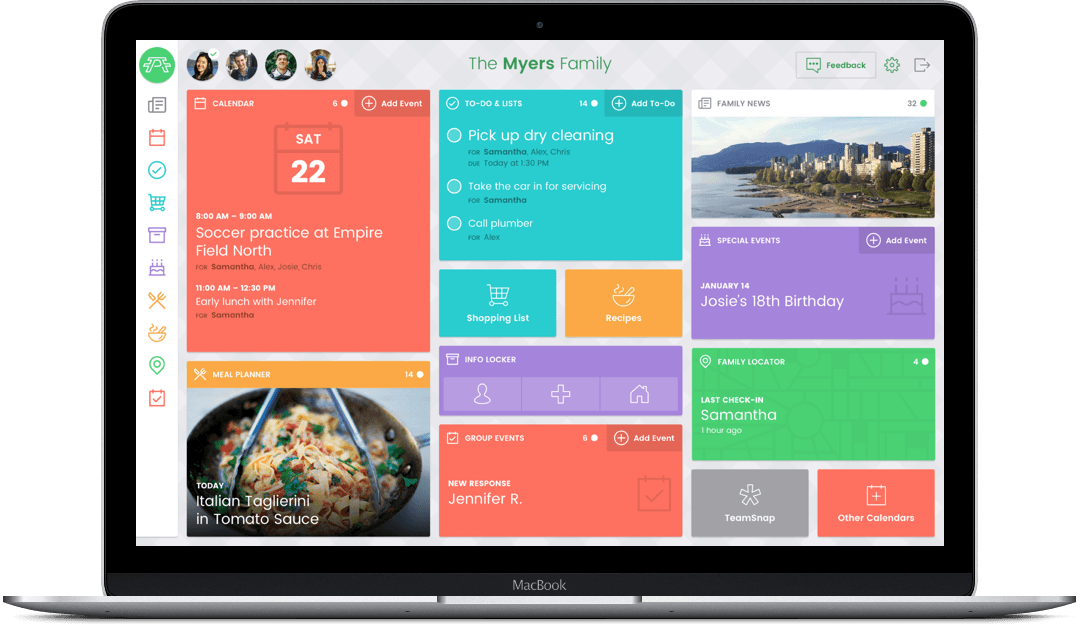 The Myers Family
Feedback
CALENDAR
6
Add Event
SAT
22
8:00 AM – 9:00 AM
Soccer practice at Empire
Field North
FOR Samantha, Alex, Josie, Chris
11:00 AM – 12:30 PM
Early lunch with Jennifer
FOR Samantha
MEAL PLANNER
14
TODAY
Italian Taglierini
in Tomato Sauce
TO-DO & LISTS
14
Add To-Do
Pick up dry cleaning
FOR Samantha, Alex, Chris
DUE Today at 1:30 PM
Take the car in for servicing
FOR Samantha
Call plumber
FOR Alex
Shopping List
Recipes
INFO LOCKER
GROUP EVENTS
6
Add Event
NEW RESPONSE
Jennifer R.
FAMILY NEWS
32
SPECIAL EVENTS
Add Event
JANUARY 14
Josie's 18th Birthday
FAMILY LOCATOR
4
LAST CHECK-IN
Samantha
1 hour ago
TeamSnap
Other Calendars
MacBook